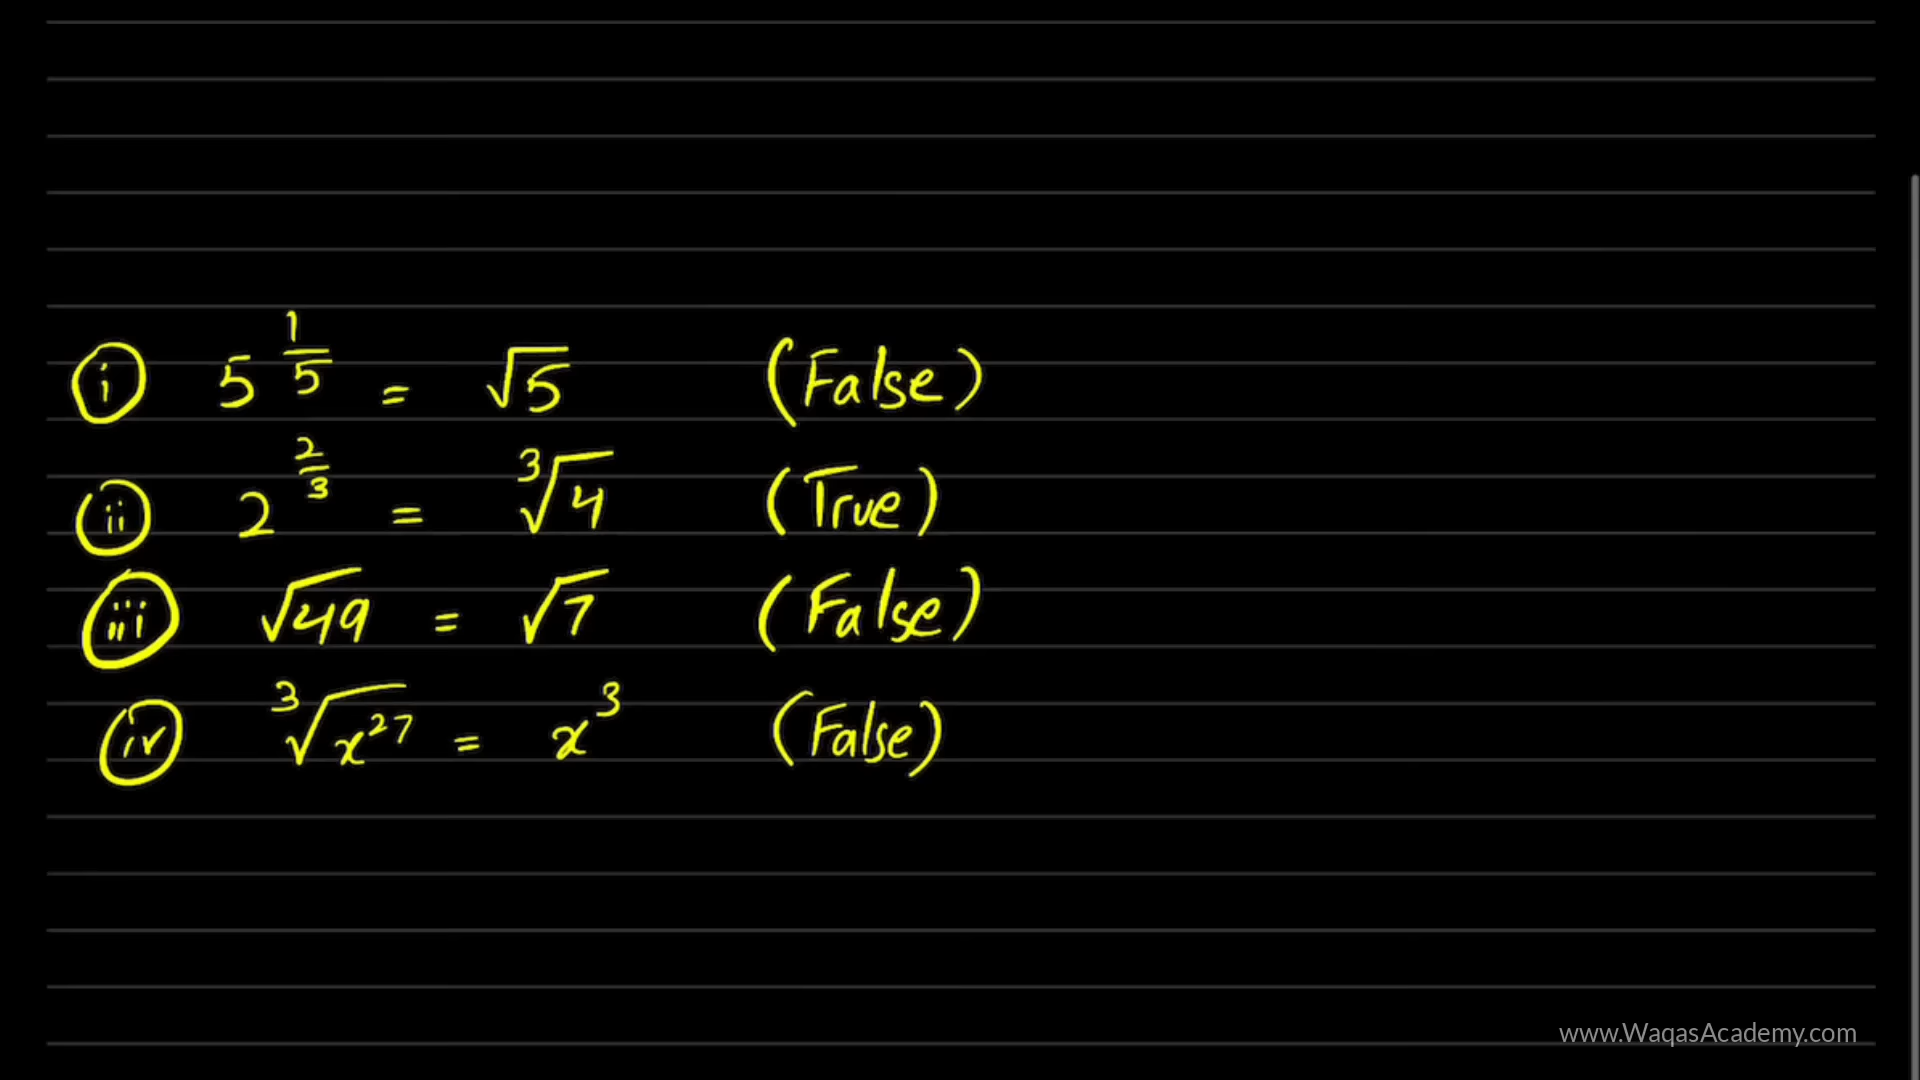 (i) 5^{1/5} = √5 (False)
(ii) 2^{2/3} = ∛4 (True)
(iii) √49 = √7 (False)
(iv) ∛x^{27} = x^3 (False)
www.WaqasAcademy.com